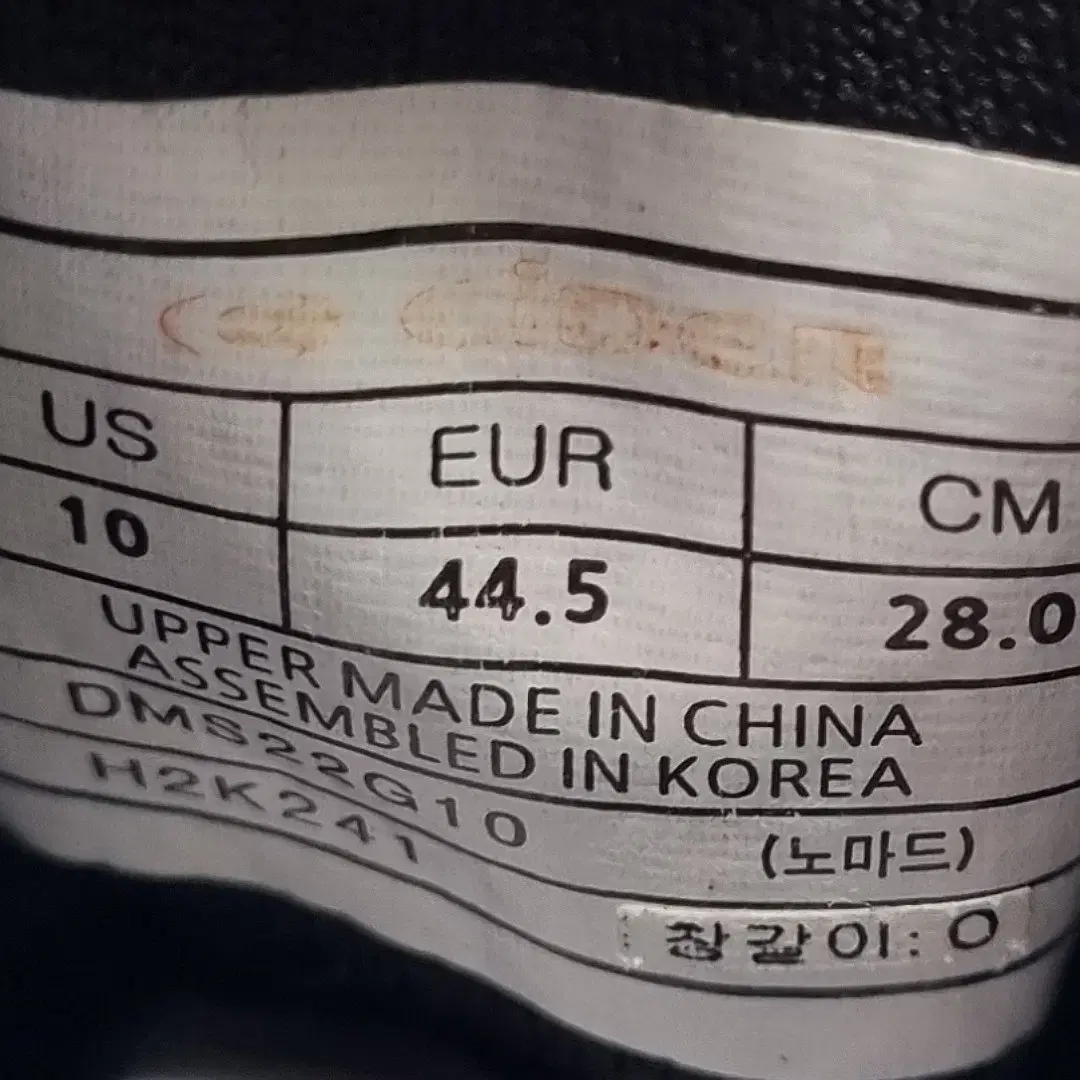 US EUR CM
10 44.5 28.0
UPPER MADE IN CHINA
ASSEMBLED IN KOREA
DMS22G10 (노마드)
H2K241 창갈이: O